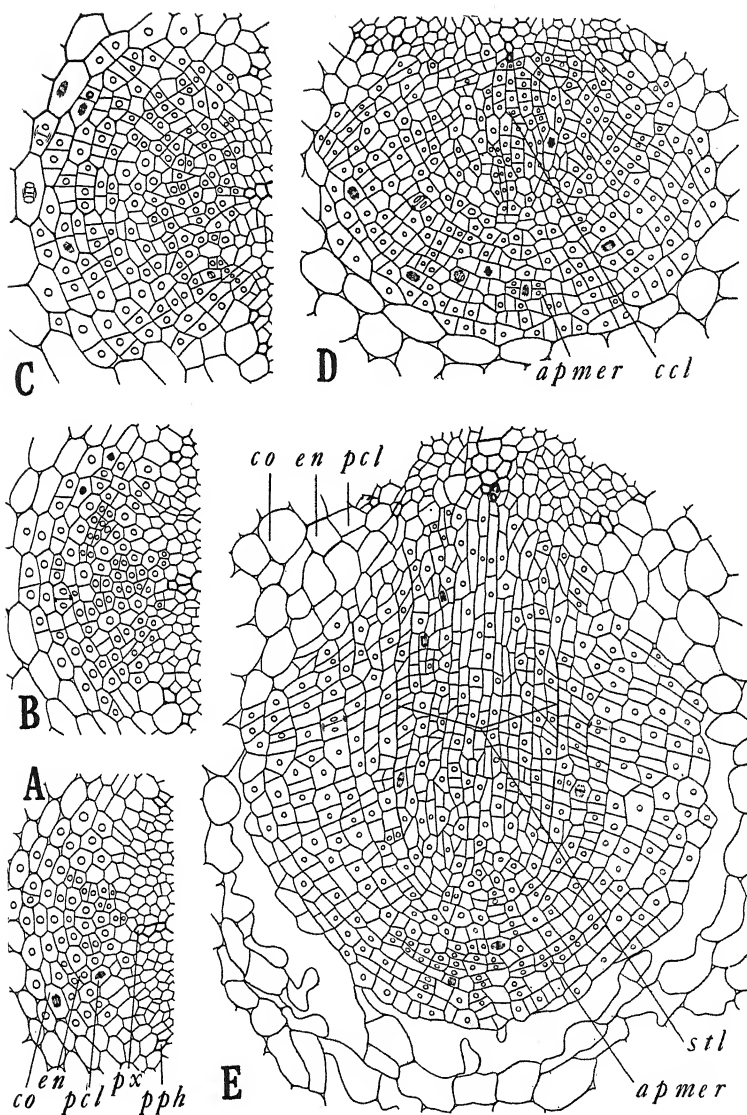 C
D
apmer ccl
co en pcl
B
A
co en pcl px pph
E
stl
apmer